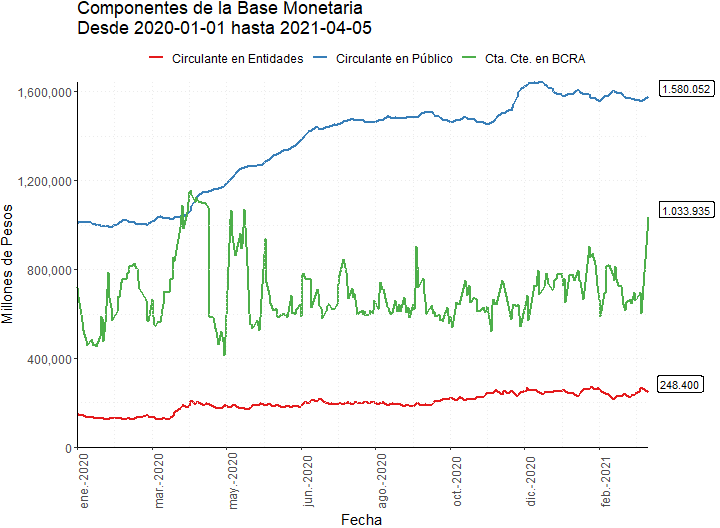 Componentes de la Base Monetaria
Desde 2020-01-01 hasta 2021-04-05
Circulante en Entidades Circulante en Público Cta. Cte. en BCRA
Millones de Pesos
1,600,000
1,200,000
800,000
400,000
0
1.580.052
1.033.935
248.400
ene.-2020
mar.-2020
may.-2020
jun.-2020
ago.-2020
oct.-2020
dic.-2020
feb.-2021
Fecha